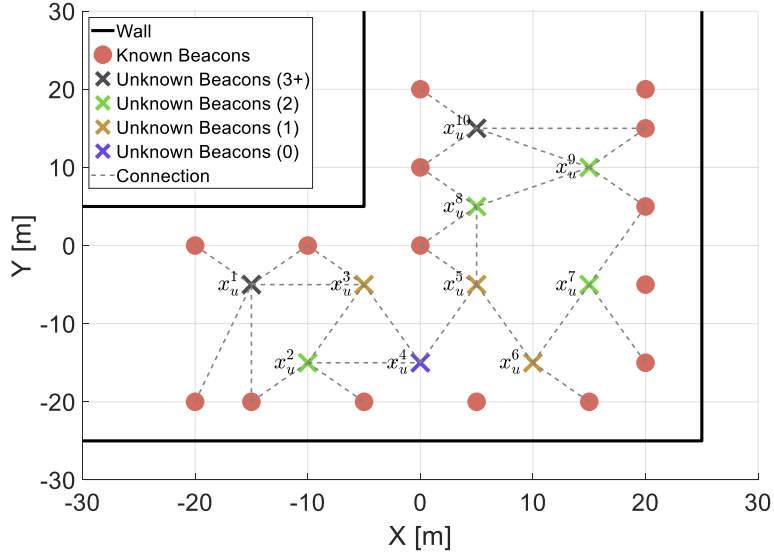 Wall
Known Beacons
Unknown Beacons (3+)
Unknown Beacons (2)
Unknown Beacons (1)
Unknown Beacons (0)
Connection
30
20
10
0
-10
-20
-30
Y [m]
x_u^10
x_u^9
x_u^8
x_u^1
x_u^3
x_u^5
x_u^7
x_u^2
x_u^4
x_u^6
-30 -20 -10 0 10 20 30
X [m]